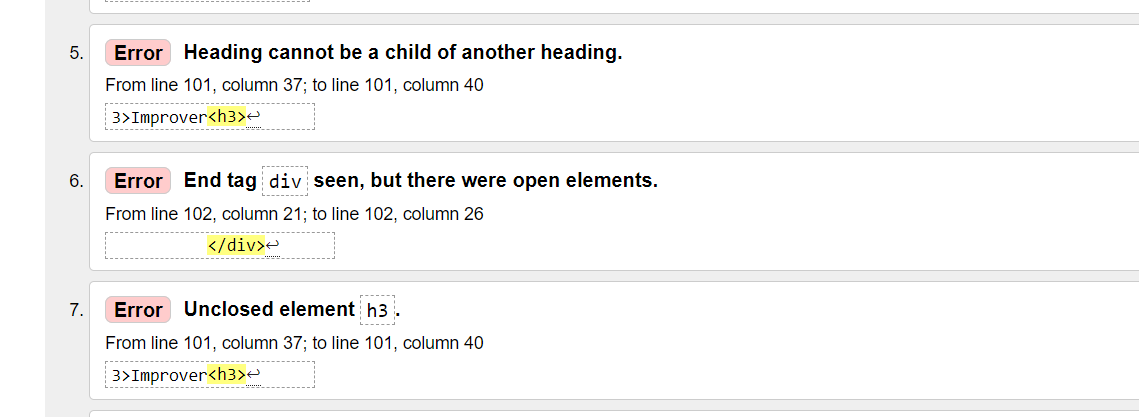 5. Error Heading cannot be a child of another heading.
From line 101, column 37; to line 101, column 40
3>Improver<h3>↩
6. Error End tag div seen, but there were open elements.
From line 102, column 21; to line 102, column 26
</div>↩
7. Error Unclosed element h3.
From line 101, column 37; to line 101, column 40
3>Improver<h3>↩